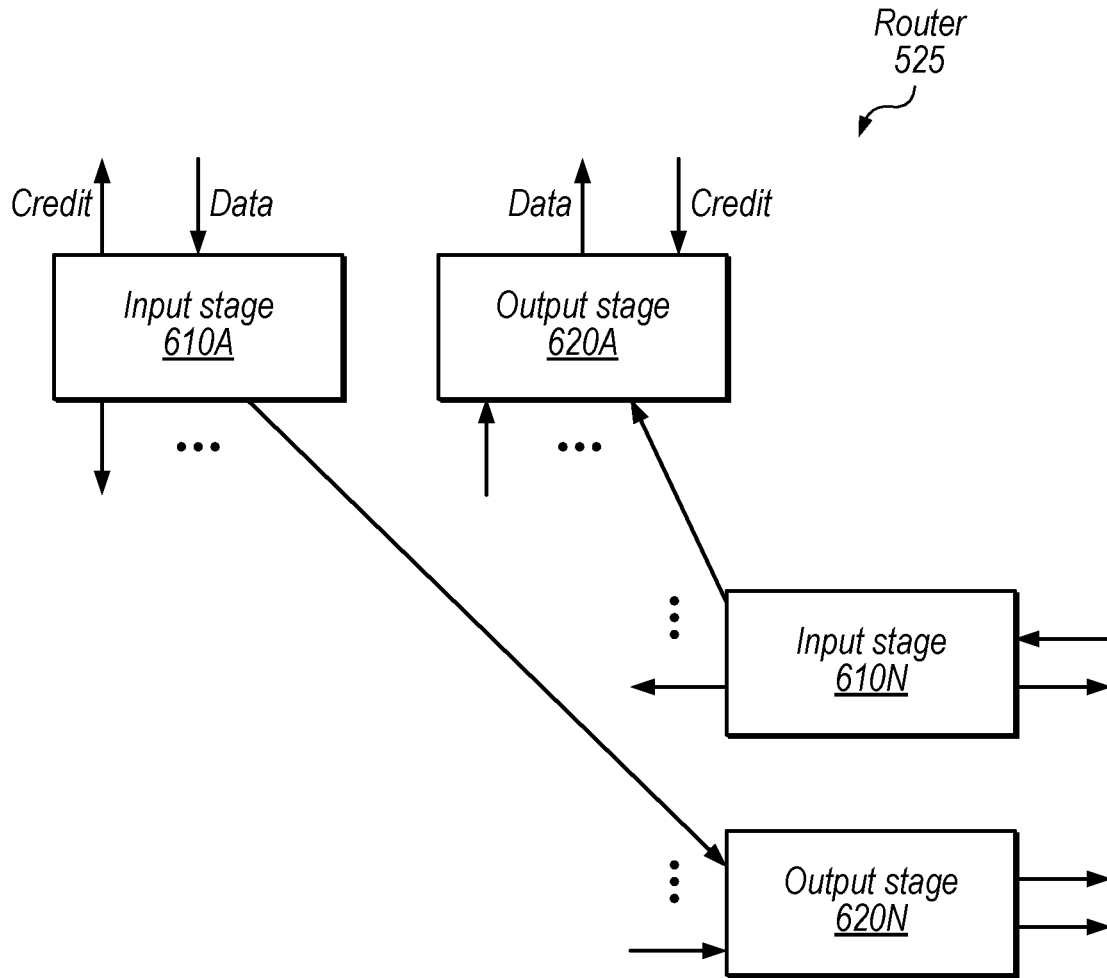 Router
525
Credit
Data
Data
Credit
Input stage
610A
Output stage
620A
Input stage
610N
Output stage
620N